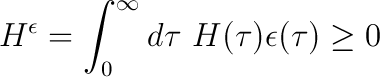 H^ϵ = ∫_0^∞ dτ H(τ)ϵ(τ) ≥ 0